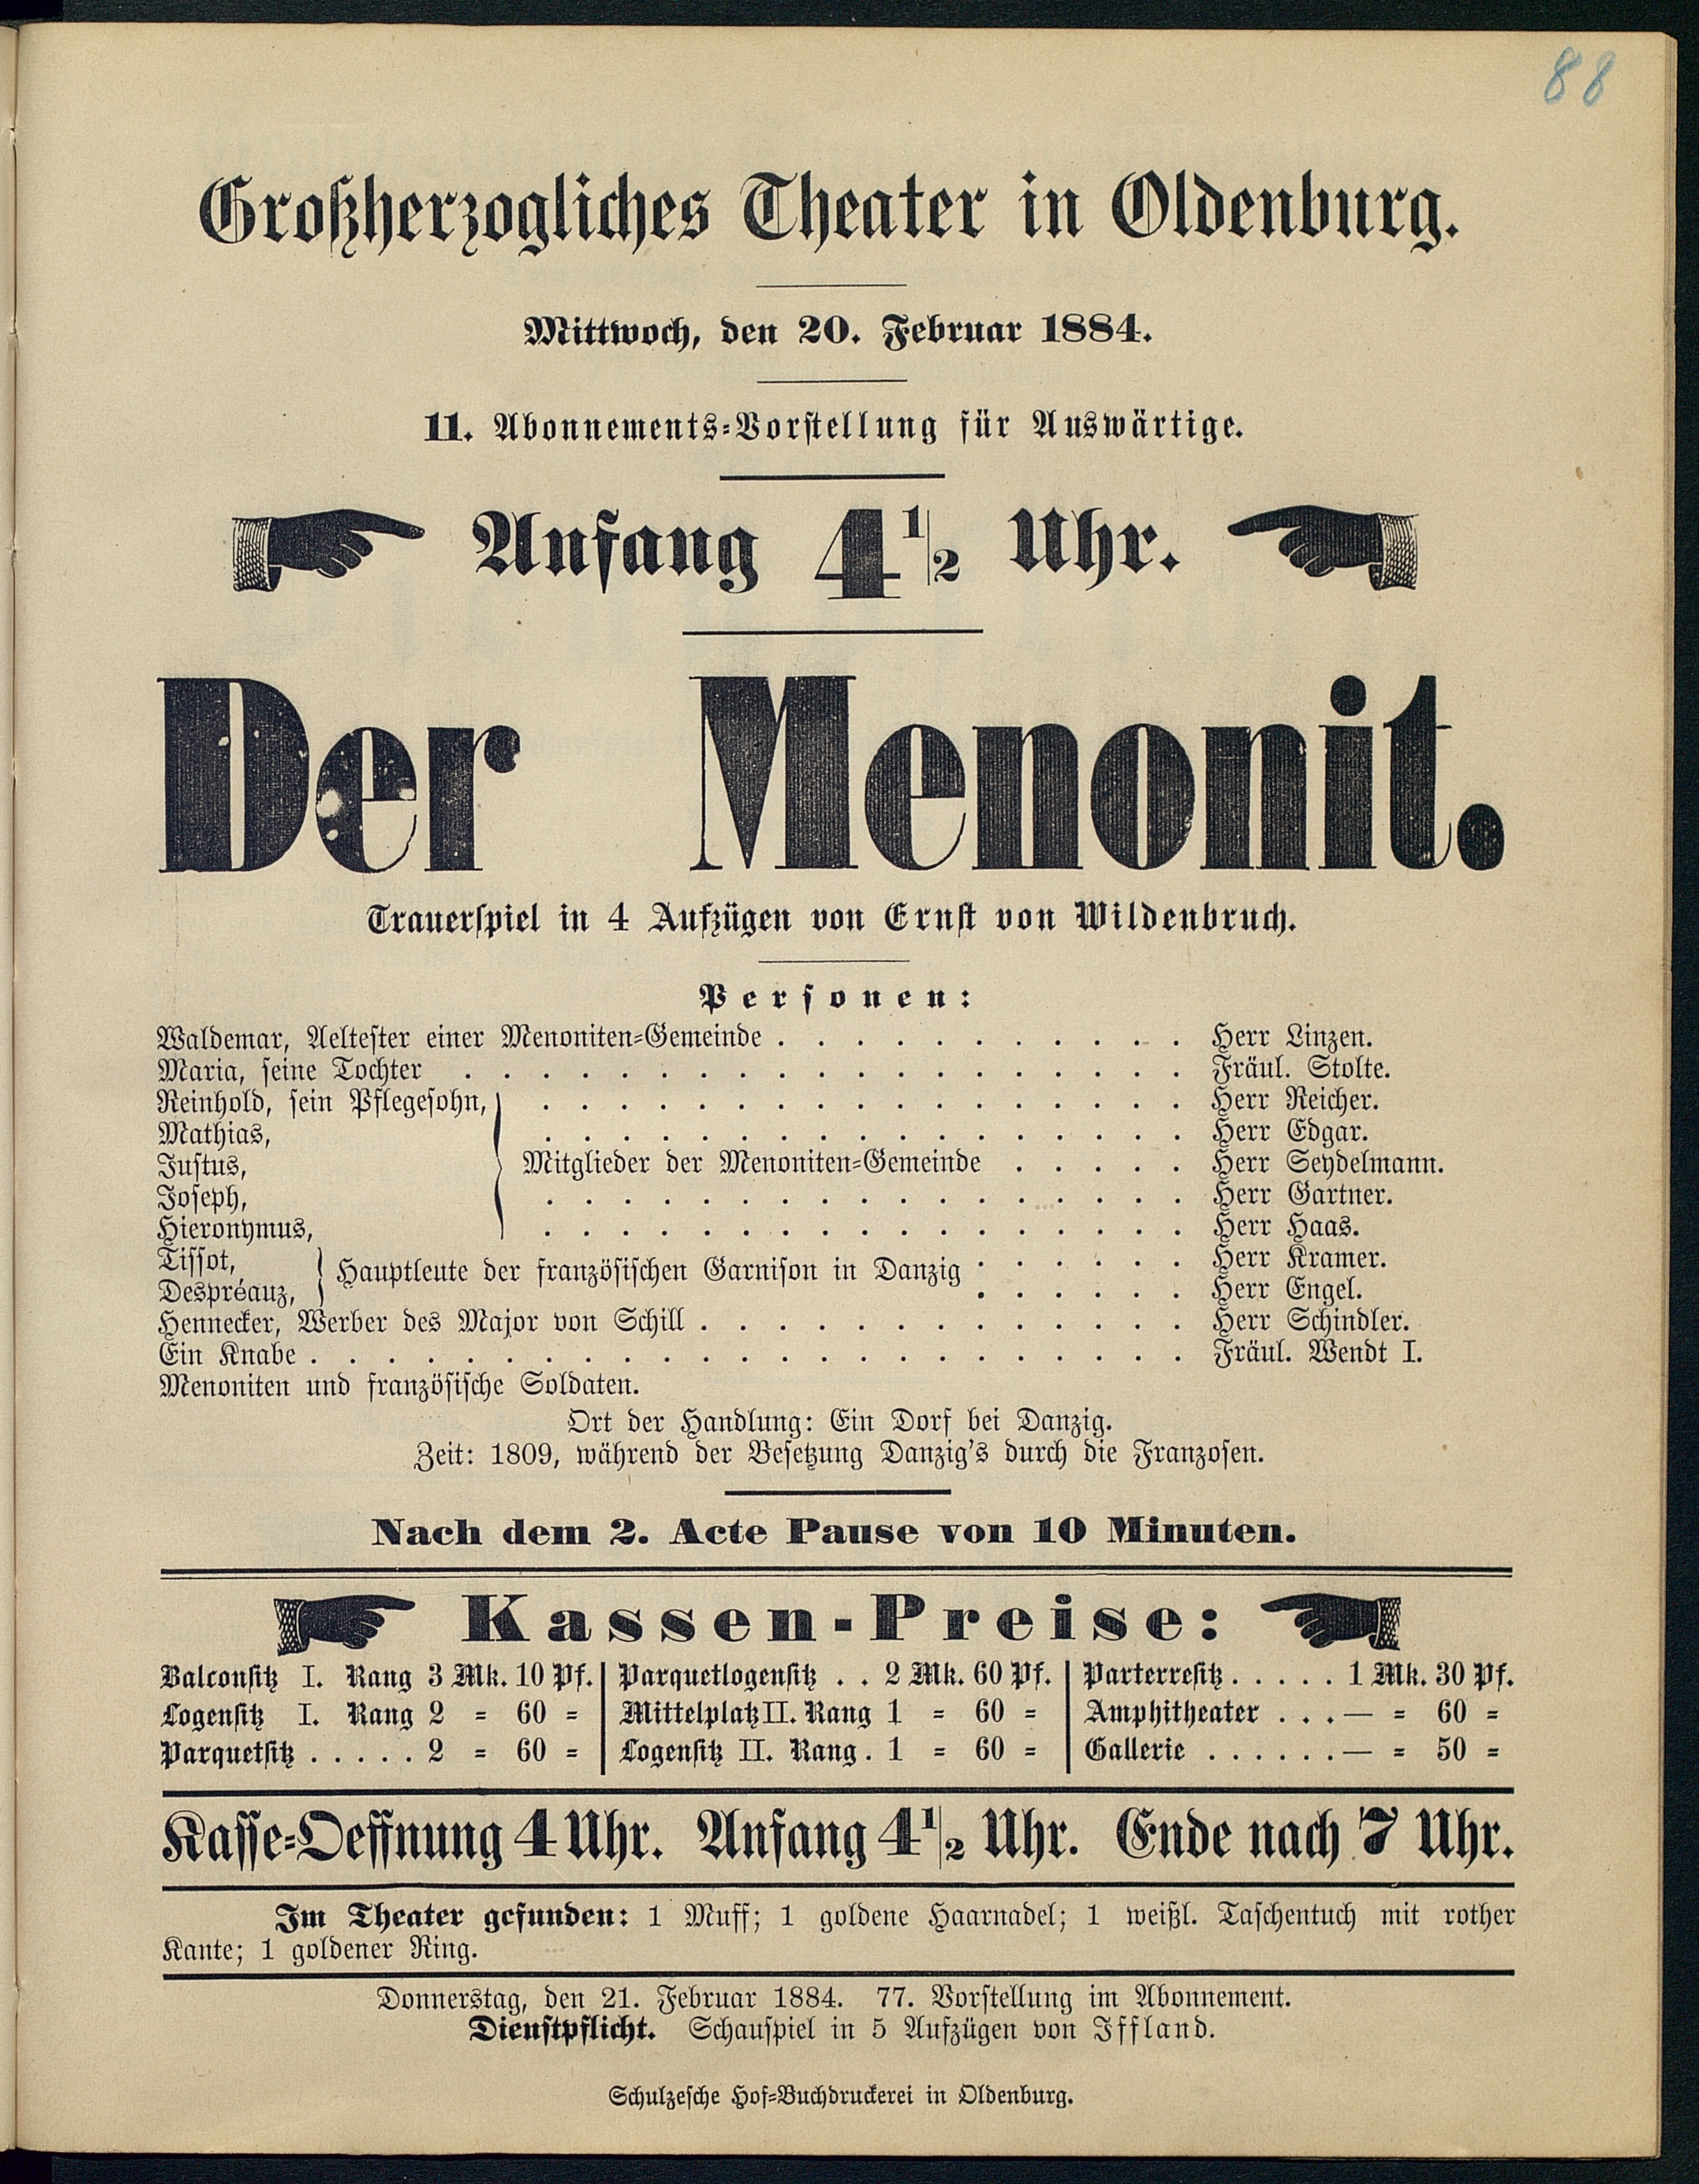 88
Großherzogliches Theater in Oldenburg.
Mittwoch, den 20. Februar 1884.
11. Abonnements-Vorstellung für Auswärtige.
Anfang 4 1/2 Uhr.
Der Menonit.
Trauerspiel in 4 Aufzügen von Ernst von Wildenbruch.
Personen:
Waldemar, Aeltester einer Menoniten-Gemeinde . . . . . . . . . . . Herr Linzen.
Maria, seine Tochter . . . . . . . . . . . . . . . . . . . Fräul. Stolte.
Reinhold, sein Pflegesohn, . . . . . . . . . . . . . . . . . Herr Reicher.
Mathias, . . . . . . . . . . . . . . . . . Herr Edgar.
Justus, Mitglieder der Menoniten-Gemeinde . . . . . Herr Seydelmann.
Joseph, . . . . . . . . . . . . . . . . . Herr Gartner.
Hieronymus, . . . . . . . . . . . . . . . . . Herr Haas.
Tissot, . . . . . . Herr Kramer.
Hauptleute der französischen Garnison in Danzig
Despréaux, . . . . . . Herr Engel.
Hennecker, Werber des Major von Schill . . . . . . . . . . . . . Herr Schindler.
Ein Knabe . . . . . . . . . . . . . . . . . . . . . . . Fräul. Wendt I.
Menoniten und französische Soldaten.
Ort der Handlung: Ein Dorf bei Danzig.
Zeit: 1809, während der Besetzung Danzig's durch die Franzosen.
Nach dem 2. Acte Pause von 10 Minuten.
Kassen-Preise:
Balconsitz I. Rang 3 Mk. 10 Pf. | Parquetlogensitz . . 2 Mk. 60 Pf. | Parterresitz . . . . . 1 Mk. 30 Pf.
Logensitz I. Rang 2 = 60 = | Mittelplatz II. Rang 1 = 60 = | Amphitheater . . . — = 60 =
Parquetsitz . . . . . 2 = 60 = | Logensitz II. Rang . 1 = 60 = | Gallerie . . . . . . — = 50 =
Kasse-Oeffnung 4 Uhr. Anfang 4 1/2 Uhr. Ende nach 7 Uhr.
Im Theater gefunden: 1 Muff; 1 goldene Haarnadel; 1 weißl. Taschentuch mit rother
Kante; 1 goldener Ring.
Donnerstag, den 21. Februar 1884. 77. Vorstellung im Abonnement.
Dienstpflicht. Schauspiel in 5 Aufzügen von Iffland.
Schulzesche Hof-Buchdruckerei in Oldenburg.